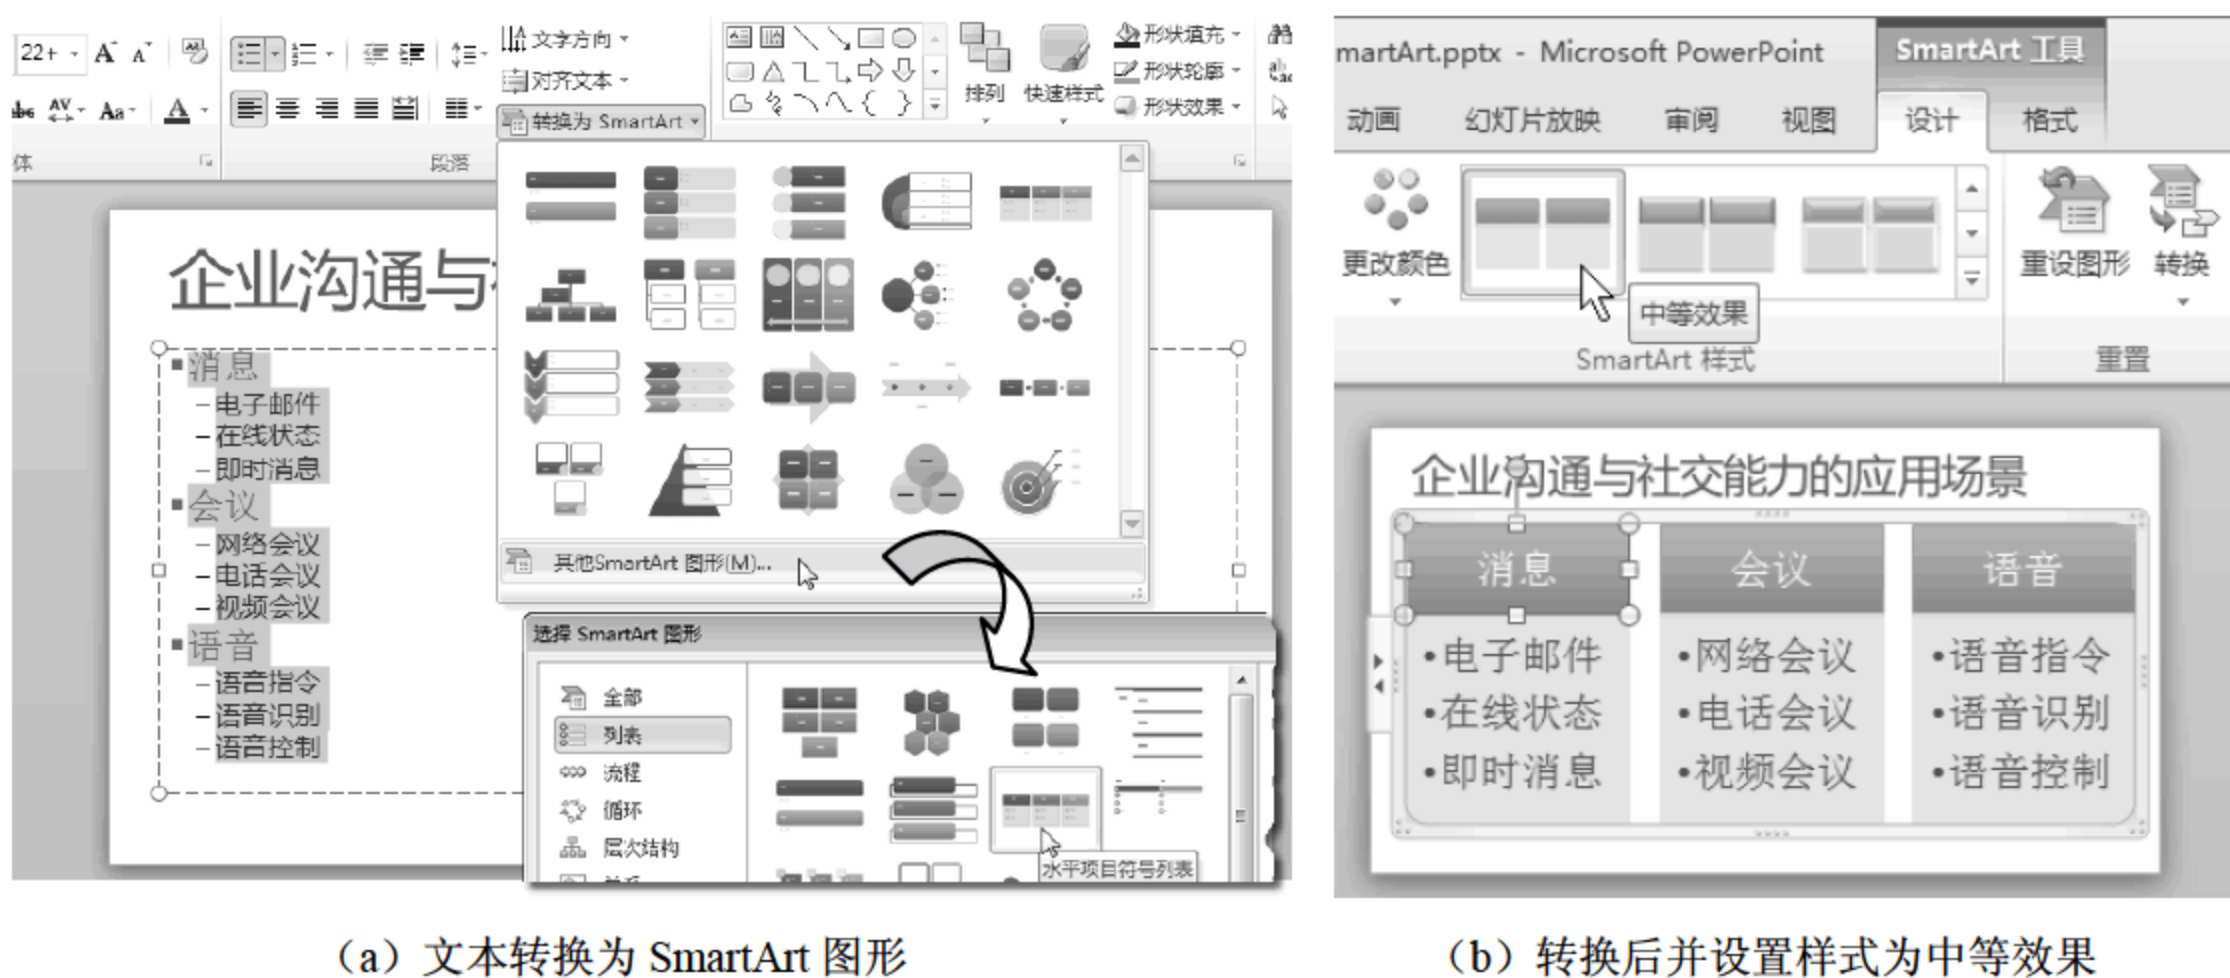 22+
文字方向
对齐文本
转换为 SmartArt
排列
快速样式
形状填充
形状轮廓
形状效果
体
段落
企业沟通与
消息
电子邮件
在线状态
即时消息
会议
网络会议
电话会议
视频会议
语音
语音指令
语音识别
语音控制
其他SmartArt 图形(M)...
选择 SmartArt 图形
全部
列表
流程
循环
层次结构
水平项目符号列表
(a) 文本转换为 SmartArt 图形
martArt.pptx - Microsoft PowerPoint
SmartArt 工具
动画 幻灯片放映 审阅 视图 设计 格式
更改颜色
重设图形
转换
中等效果
SmartArt 样式
重置
企业沟通与社交能力的应用场景
消息
•电子邮件
•在线状态
•即时消息
会议
•网络会议
•电话会议
•视频会议
语音
•语音指令
•语音识别
•语音控制
(b) 转换后并设置样式为中等效果